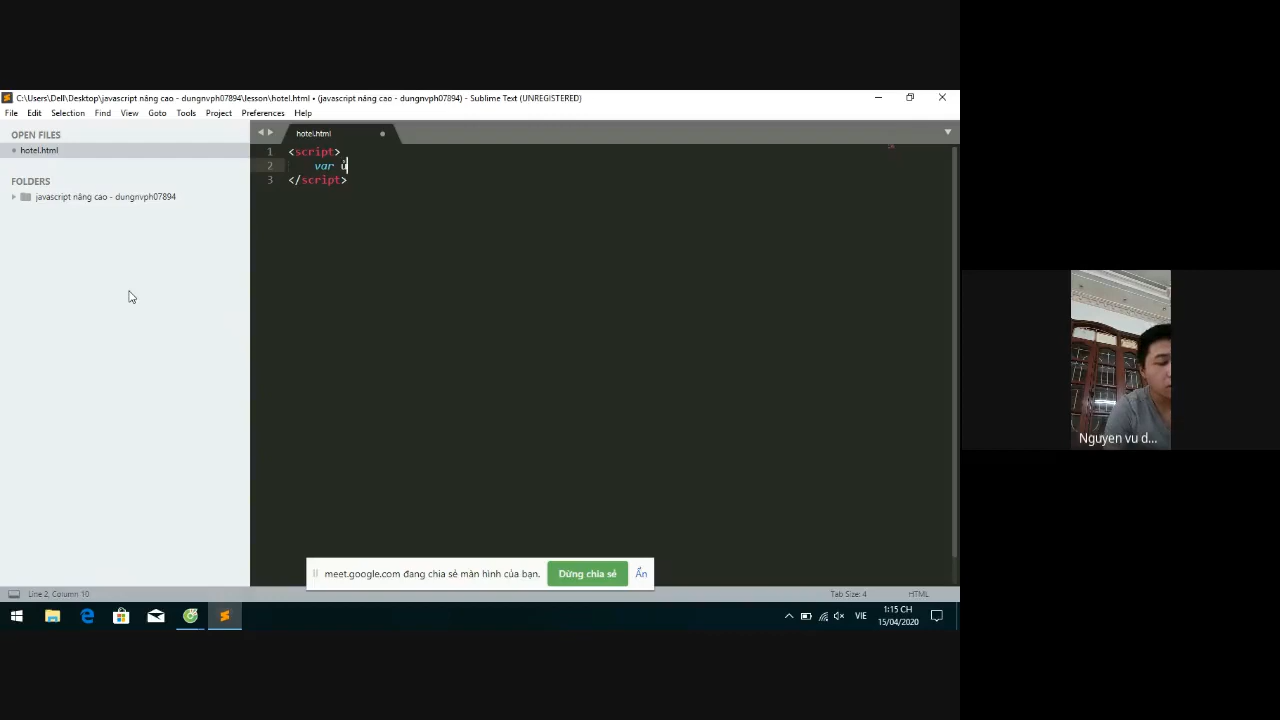 C:\Users\Dell\Desktop\javascript nâng cao - dungnvph07894\lesson\hotel.html • (javascript nâng cao - dungnvph07894) - Sublime Text (UNREGISTERED)
File Edit Selection Find View Goto Tools Project Preferences Help
OPEN FILES
hotel.html
FOLDERS
javascript nâng cao - dungnvph07894
hotel.html
1 <script>
2 var ủ
3 </script>
meet.google.com đang chia sẻ màn hình của bạn. Dừng chia sẻ Ẩn
Line 2, Column 10 Tab Size: 4 HTML
VIE
1:15 CH
15/04/2020
Nguyen vu d...